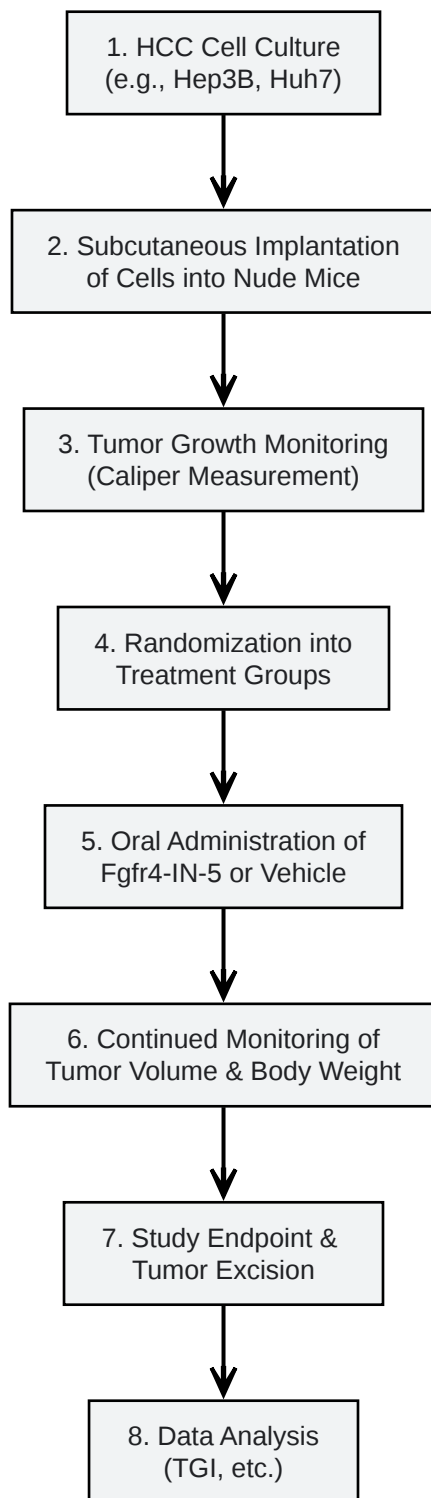 1. HCC Cell Culture
(e.g., Hep3B, Huh7)
2. Subcutaneous Implantation
of Cells into Nude Mice
3. Tumor Growth Monitoring
(Caliper Measurement)
4. Randomization into
Treatment Groups
5. Oral Administration of
Fgfr4-IN-5 or Vehicle
6. Continued Monitoring of
Tumor Volume & Body Weight
7. Study Endpoint &
Tumor Excision
8. Data Analysis
(TGI, etc.)